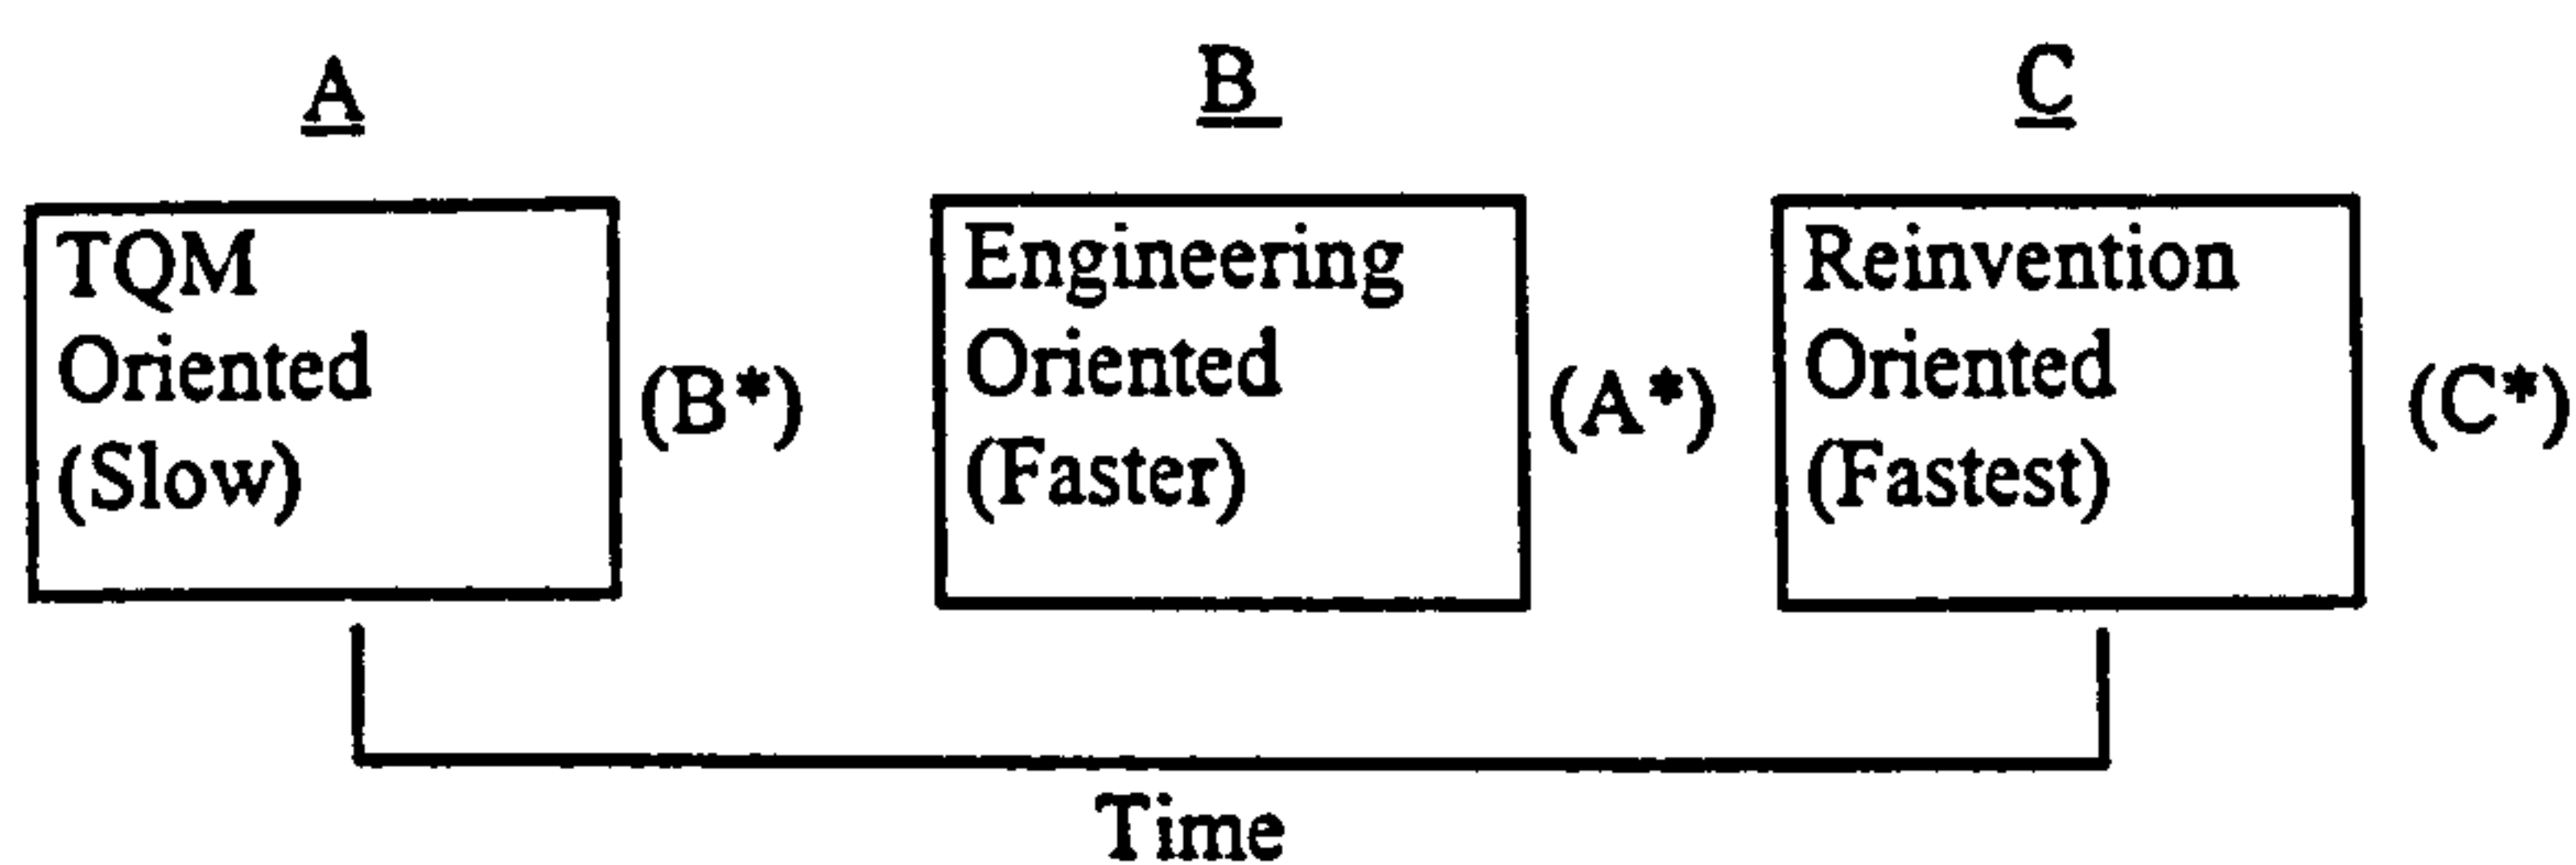 A B C
TQM
Oriented
(Slow)
(B*)
Engineering
Oriented
(Faster)
(A*)
Reinvention
Oriented
(Fastest)
(C*)
Time